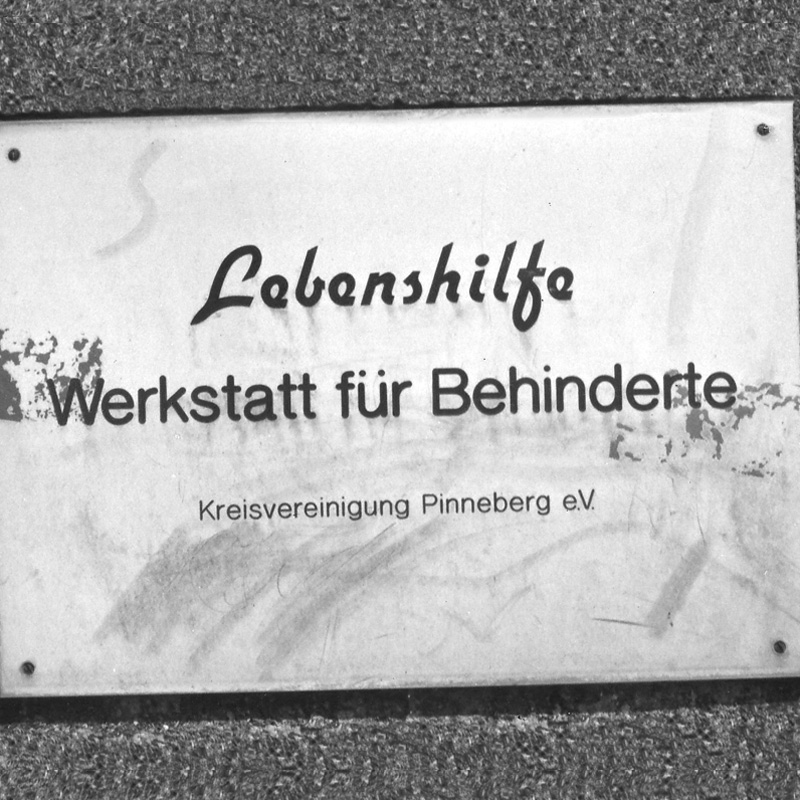 Lebenshilfe
Werkstatt für Behinderte
Kreisvereinigung Pinneberg e.V.